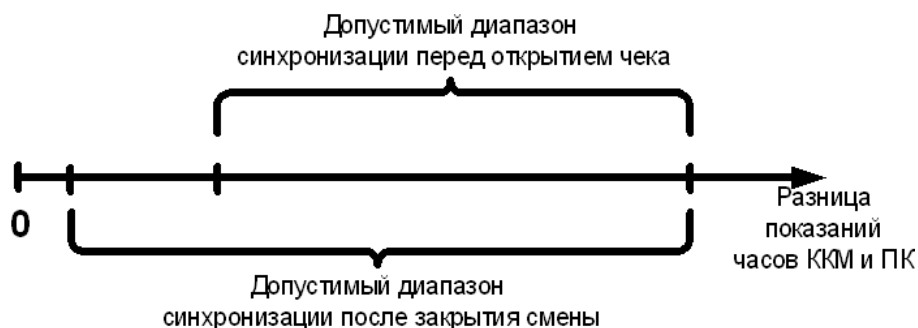 Допустимый диапазон
синхронизации перед открытием чека
0
Разница
показаний
часов ККМ и ПК
Допустимый диапазон
синхронизации после закрытия смены